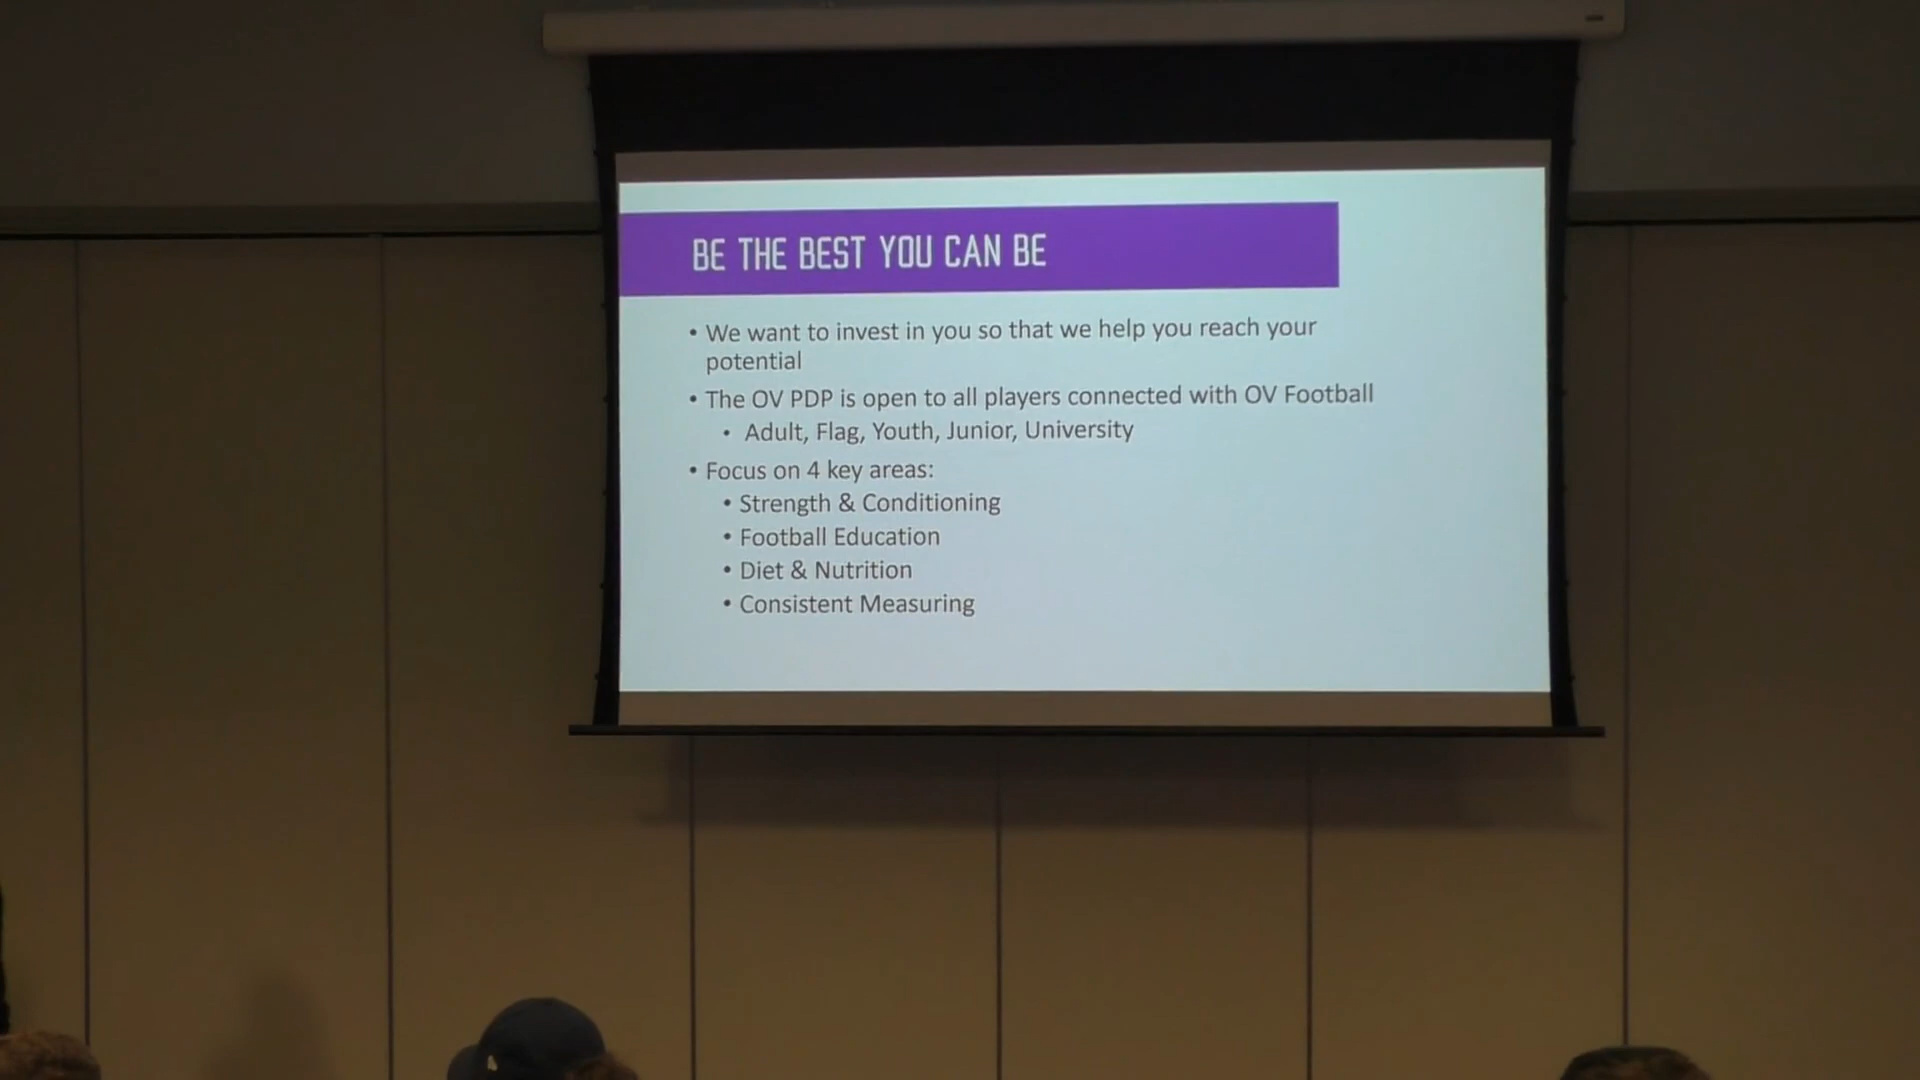 BE THE BEST YOU CAN BE
• We want to invest in you so that we help you reach your
potential
• The OV PDP is open to all players connected with OV Football
• Adult, Flag, Youth, Junior, University
• Focus on 4 key areas:
• Strength & Conditioning
• Football Education
• Diet & Nutrition
• Consistent Measuring